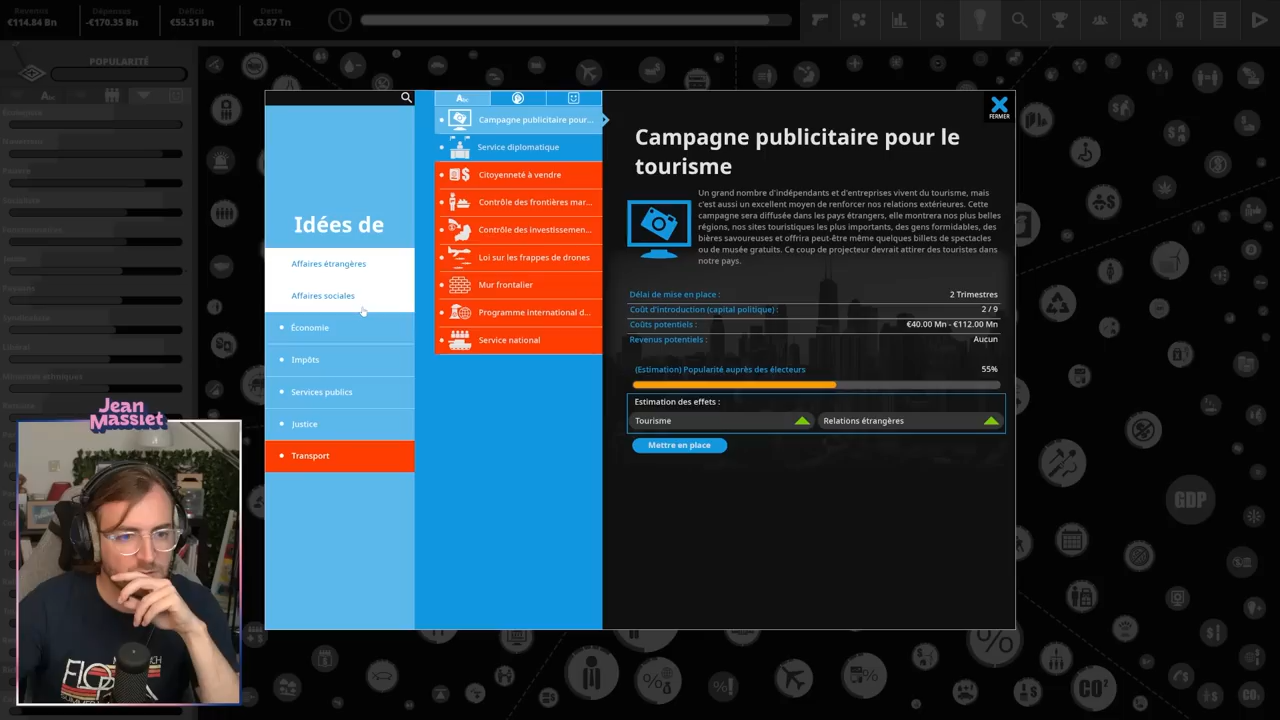 Revenus
Dépenses
Déficit
Dette
€114.84 Bn
-€170.35 Bn
€55.51 Bn
€3.87 Tn
POPULARITÉ
Abc
Idées de
Affaires étrangères
Affaires sociales
Économie
Impôts
Services publics
Justice
Transport
Abc
Campagne publicitaire pour...
Service diplomatique
Citoyenneté à vendre
Contrôle des frontières mar...
Contrôle des investissemen...
Loi sur les frappes de drones
Mur frontalier
Programme international d...
Service national
FERMER
Campagne publicitaire pour le
tourisme
Un grand nombre d'indépendants et d'entreprises vivent du tourisme, mais
c'est aussi un excellent moyen de renforcer nos relations extérieures. Cette
campagne sera diffusée dans les pays étrangers, elle montrera nos plus belles
régions, nos sites touristiques les plus importants, des gens formidables, des
bières savoureuses et offrira peut-être même quelques billets de spectacles
ou de musée gratuits. Ce coup de projecteur devrait attirer des touristes dans
notre pays.
Délai de mise en place : 2 Trimestres
Coût d'introduction (capital politique) : 2 / 9
Coûts potentiels : €40.00 Mn - €112.00 Mn
Revenus potentiels : Aucun
(Estimation) Popularité auprès des électeurs 55%
Estimation des effets :
Tourisme
Relations étrangères
Mettre en place
Jean
Massiet
GDP
CO²